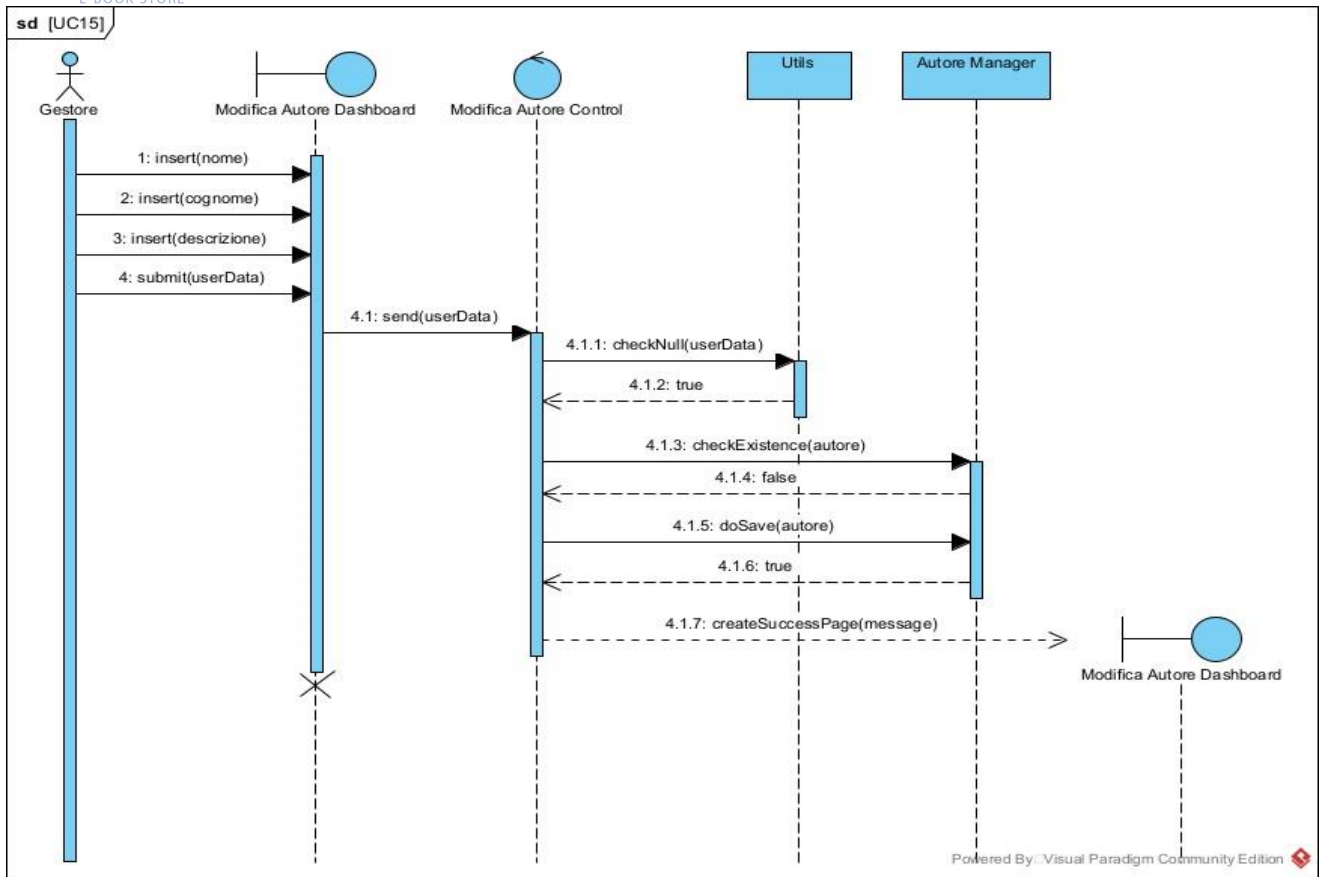 E-BOOK STORE
sd [UC15]
Gestore
Modifica Autore Dashboard
Modifica Autore Control
Utils
Autore Manager
1: insert(nome)
2: insert(cognome)
3: insert(descrizione)
4: submit(userData)
4.1: send(userData)
4.1.1: checkNull(userData)
4.1.2: true
4.1.3: checkExistence(autore)
4.1.4: false
4.1.5: doSave(autore)
4.1.6: true
4.1.7: createSuccessPage(message)
Modifica Autore Dashboard
Powered By Visual Paradigm Community Edition